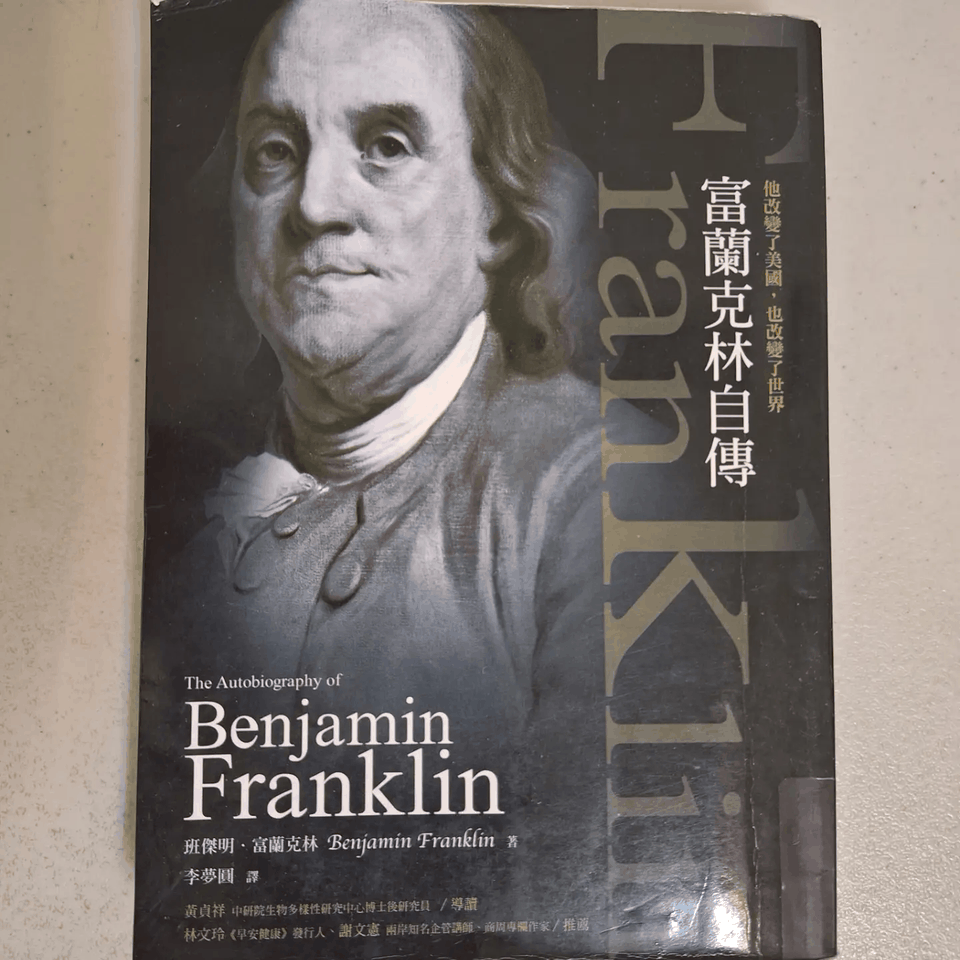 Franklin
他改變了美國，也改變了世界
富蘭克林自傳
The Autobiography of
Benjamin
Franklin
班傑明·富蘭克林 Benjamin Franklin 著
李夢圓 譯
黃貞祥 中研院生物多樣性研究中心博士後研究員 / 導讀
林文玲《早安健康》發行人、謝文憲 兩岸知名企管講師、商周專欄作家 / 推薦